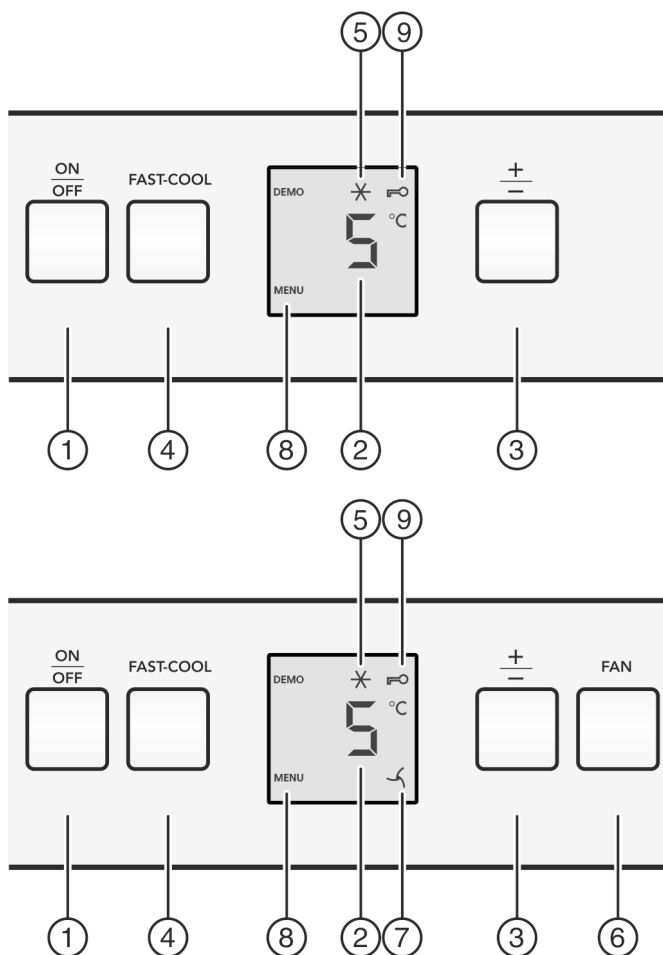 5 9
ON
OFF
FAST-COOL
DEMO
5 °C
MENU
+
−
1 4 8 2 3
5 9
ON
OFF
FAST-COOL
DEMO
5 °C
MENU
+
−
FAN
1 4 8 2 7 3 6